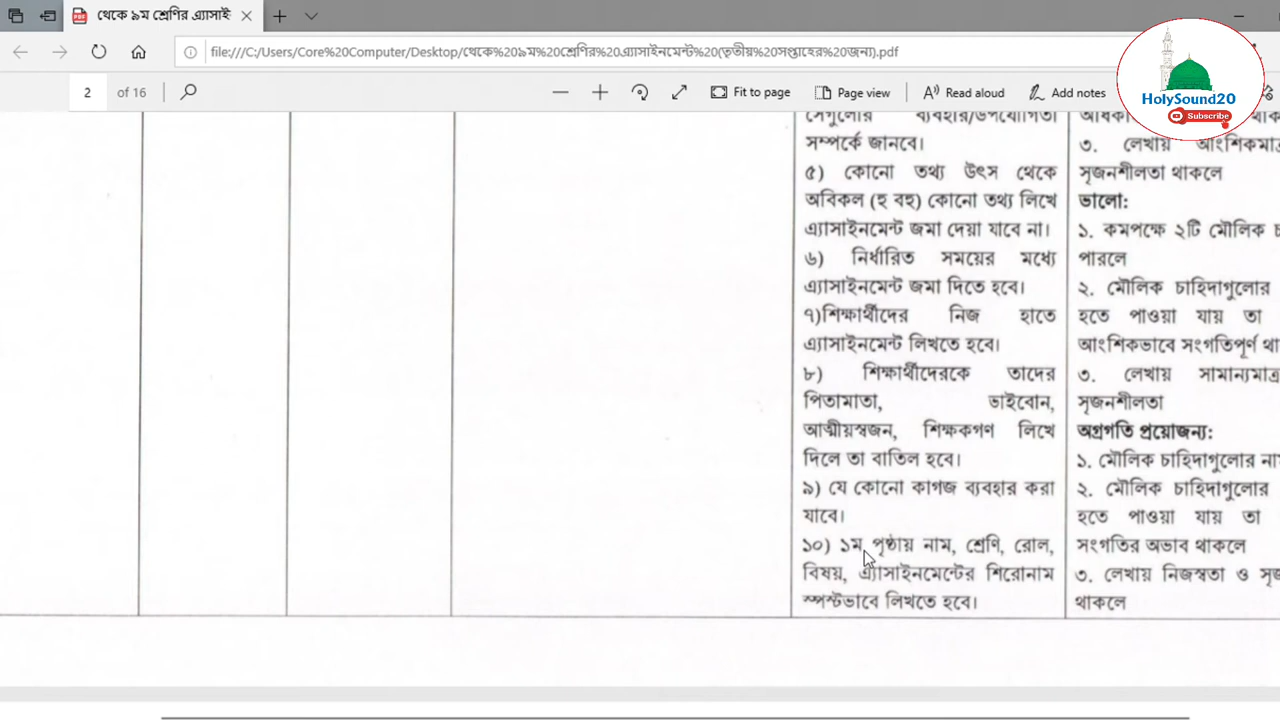 থেকে ৯ম শ্রেণির এ্যাসাই
file:///C:/Users/Core%20Computer/Desktop/থেকে%20৯ম%20শ্রেণির%20এ্যাসাইনমেন্ট%20(তৃতীয়%20সপ্তাহের%20জন্য).pdf
2 of 16
Fit to page
Page view
Read aloud
Add notes
HolySound20
Subscribe
সেগুলোর ব্যবহার/উপযোগিতা
সম্পর্কে জানবে।
৫) কোনো তথ্য উৎস থেকে
অবিকল (হু বহু) কোনো তথ্য লিখে
এ্যাসাইনমেন্ট জমা দেয়া যাবে না।
৬) নির্ধারিত সময়ের মধ্যে
এ্যাসাইনমেন্ট জমা দিতে হবে।
৭)শিক্ষার্থীদের নিজ হাতে
এ্যাসাইনমেন্ট লিখতে হবে।
৮) শিক্ষার্থীদেরকে তাদের
পিতামাতা, ভাইবোন,
আত্মীয়স্বজন, শিক্ষকগণ লিখে
দিলে তা বাতিল হবে।
৯) যে কোনো কাগজ ব্যবহার করা
যাবে।
১০) ১ম পৃষ্ঠায় নাম, শ্রেণি, রোল,
বিষয়, এ্যাসাইনমেন্টের শিরোনাম
স্পষ্টভাবে লিখতে হবে।
৩. লেখায় আংশিকমাত্র
সৃজনশীলতা থাকলে
ভালো:
১. কমপক্ষে ২টি মৌলিক চ
পারলে
২. মৌলিক চাহিদাগুলোর
হতে পাওয়া যায় তা
আংশিকভাবে সংগতিপূর্ণ থা
৩. লেখায় সামান্যমাত্র
সৃজনশীলতা
অগ্রগতি প্রয়োজন্য:
১. মৌলিক চাহিদাগুলোর না
২. মৌলিক চাহিদাগুলোর
হতে পাওয়া যায় তা
সংগতির অভাব থাকলে
৩. লেখায় নিজস্বতা ও সৃজ
থাকলে